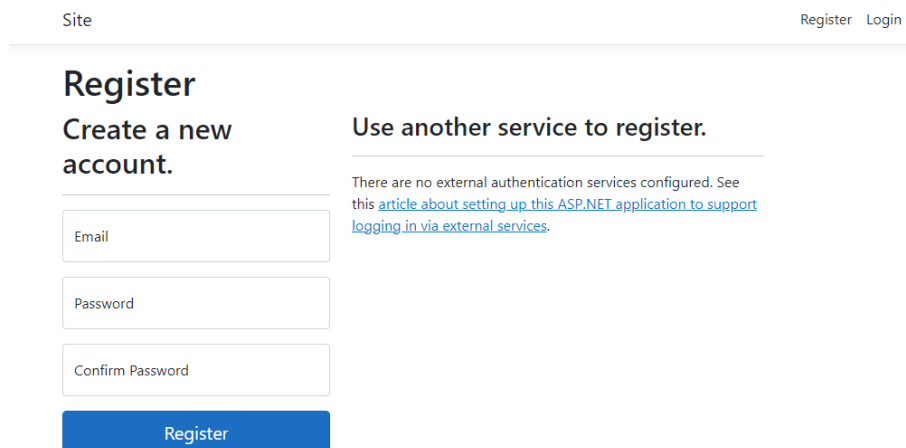 Site
Register Login
Register
Create a new
account.
Email
Password
Confirm Password
Register
Use another service to register.
There are no external authentication services configured. See
this article about setting up this ASP.NET application to support
logging in via external services.